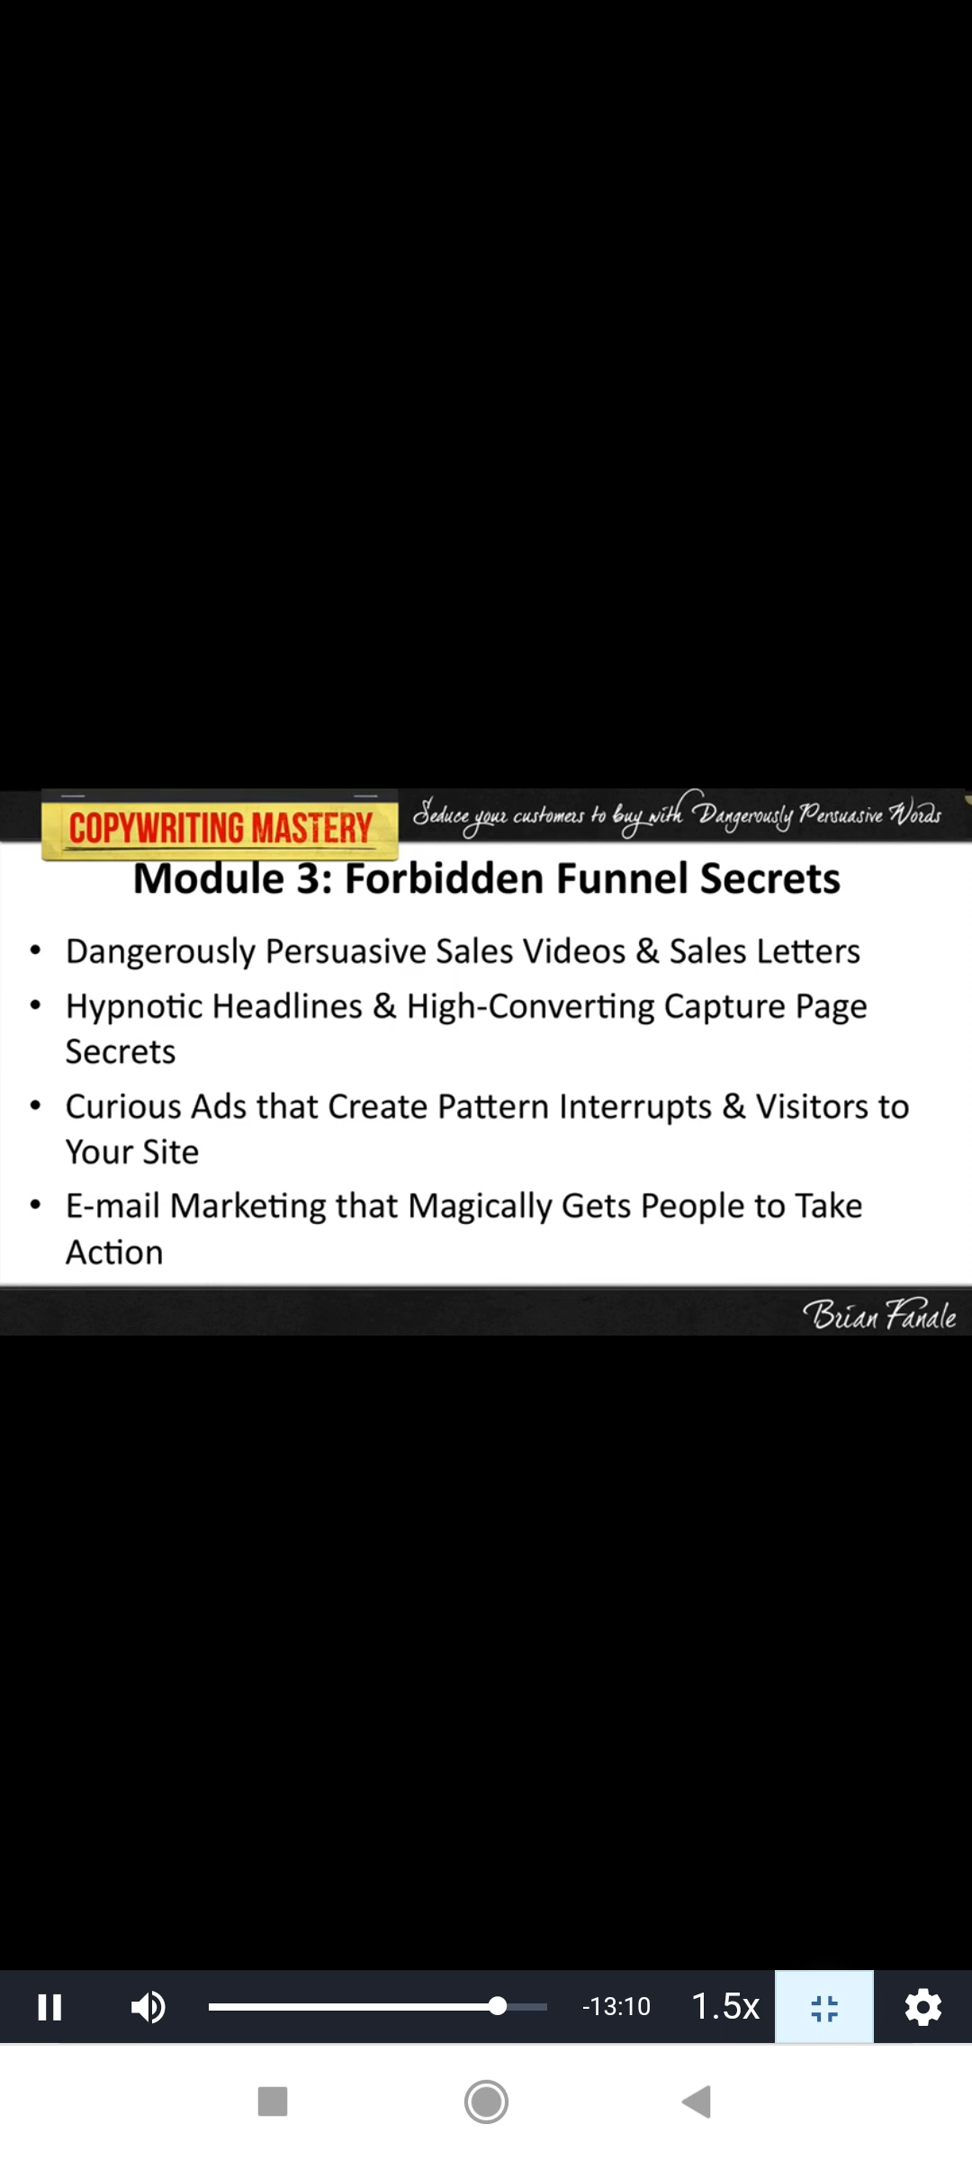 COPYWRITING MASTERY
Seduce your customers to buy with Dangerously Persuasive Words
Module 3: Forbidden Funnel Secrets
• Dangerously Persuasive Sales Videos & Sales Letters
• Hypnotic Headlines & High-Converting Capture Page
Secrets
• Curious Ads that Create Pattern Interrupts & Visitors to
Your Site
• E-mail Marketing that Magically Gets People to Take
Action
Brian Fanale
-13:10 1.5x